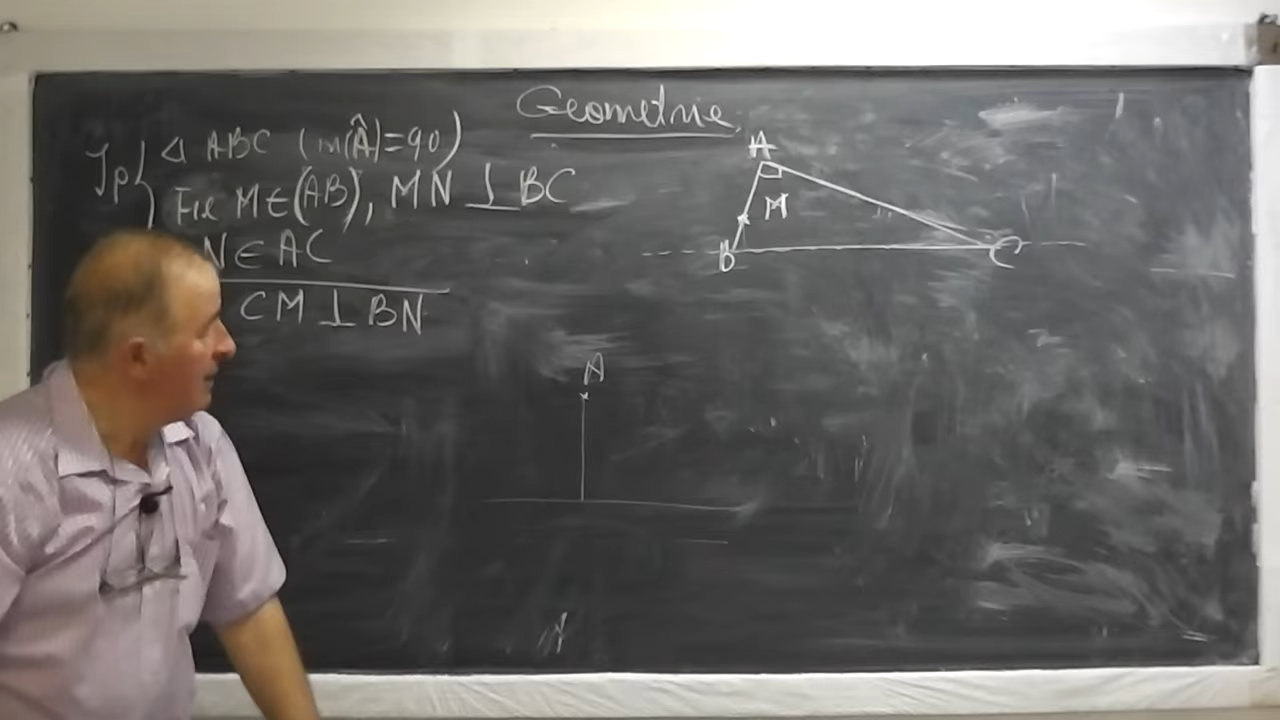 Geometrie
Ip Δ ABC (m(Â)=90)
Fie M∈(AB), MN ⊥ BC
N∈AC
CM ⊥ BN
A
M
B
C
A